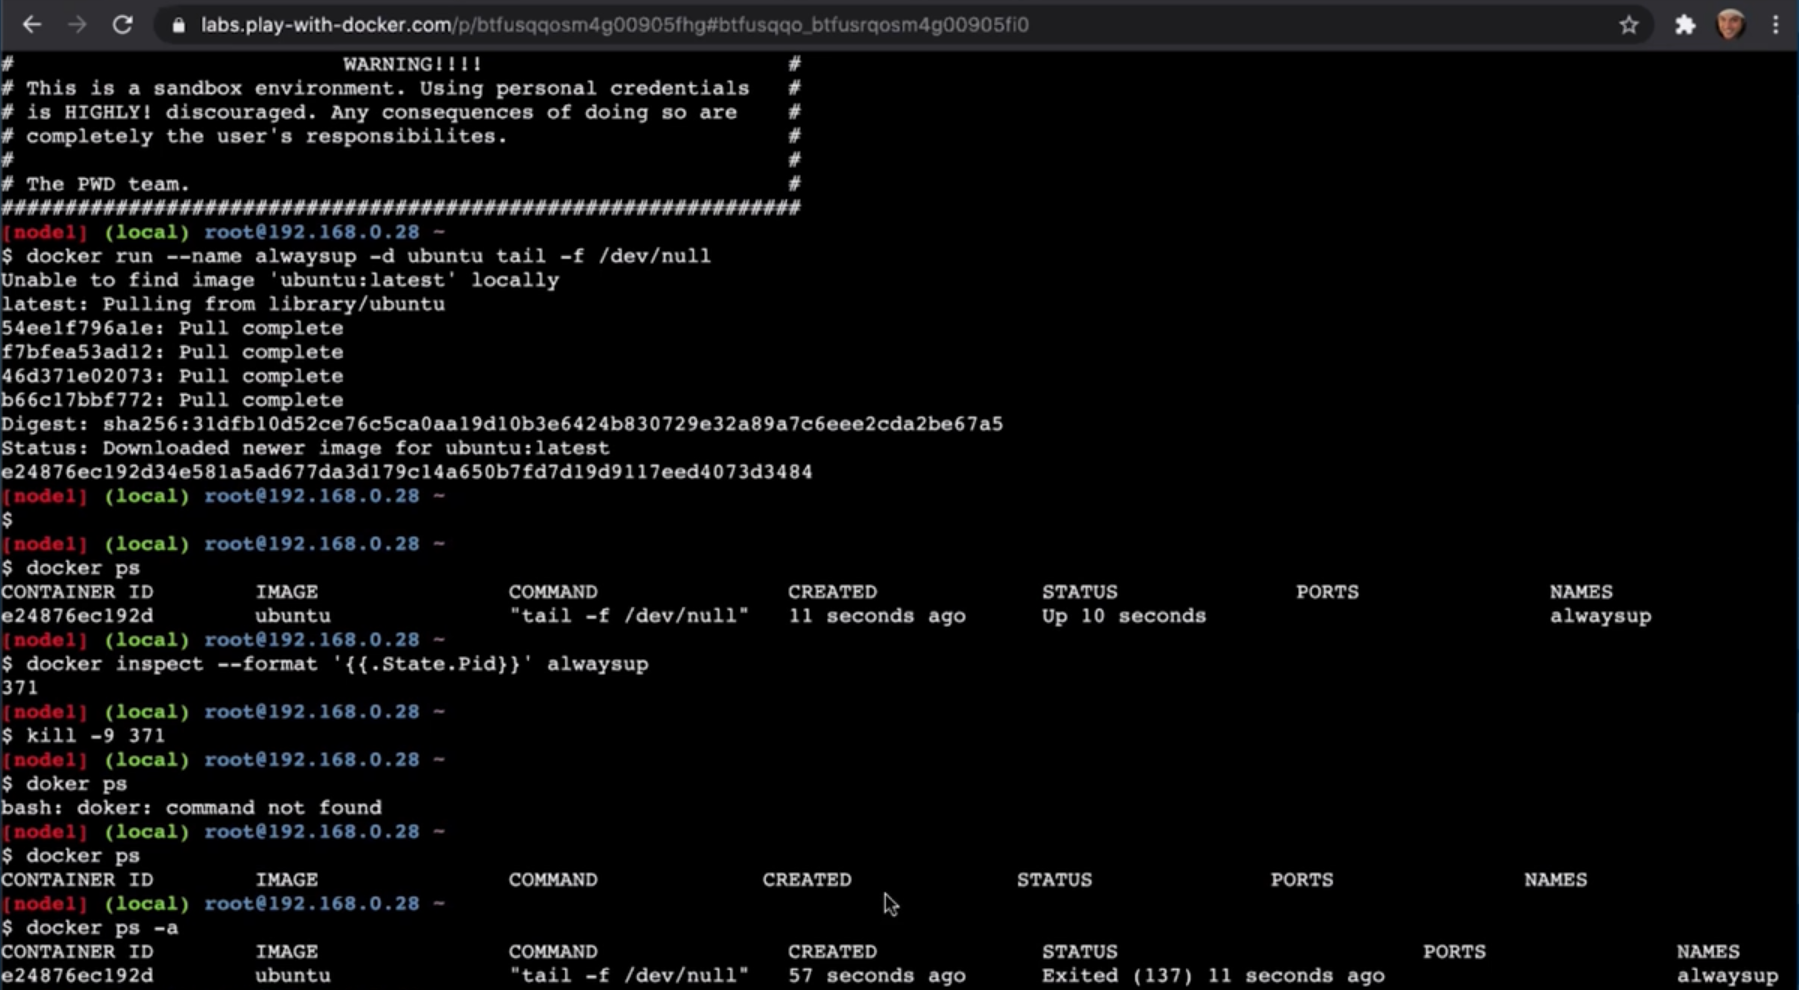 labs.play-with-docker.com/p/btfusqqosm4g00905fhg#btfusqqo_btfusrqosm4g00905fi0
# WARNING!!!! #
# This is a sandbox environment. Using personal credentials #
# is HIGHLY! discouraged. Any consequences of doing so are #
# completely the user's responsibilites. #
# #
# The PWD team. #
###############################################################
[node1] (local) root@192.168.0.28 ~
$ docker run --name alwaysup -d ubuntu tail -f /dev/null
Unable to find image 'ubuntu:latest' locally
latest: Pulling from library/ubuntu
54ee1f796a1e: Pull complete
f7bfea53ad12: Pull complete
46d371e02073: Pull complete
b66c17bbf772: Pull complete
Digest: sha256:31dfb10d52ce76c5ca0aa19d10b3e6424b830729e32a89a7c6eee2cda2be67a5
Status: Downloaded newer image for ubuntu:latest
e24876ec192d34e581a5ad677da3d179c14a650b7fd7d19d9117eed4073d3484
[node1] (local) root@192.168.0.28 ~
$
[node1] (local) root@192.168.0.28 ~
$ docker ps
CONTAINER ID IMAGE COMMAND CREATED STATUS PORTS NAMES
e24876ec192d ubuntu "tail -f /dev/null" 11 seconds ago Up 10 seconds alwaysup
[node1] (local) root@192.168.0.28 ~
$ docker inspect --format '{{.State.Pid}}' alwaysup
371
[node1] (local) root@192.168.0.28 ~
$ kill -9 371
[node1] (local) root@192.168.0.28 ~
$ doker ps
bash: doker: command not found
[node1] (local) root@192.168.0.28 ~
$ docker ps
CONTAINER ID IMAGE COMMAND CREATED STATUS PORTS NAMES
[node1] (local) root@192.168.0.28 ~
$ docker ps -a
CONTAINER ID IMAGE COMMAND CREATED STATUS PORTS NAMES
e24876ec192d ubuntu "tail -f /dev/null" 57 seconds ago Exited (137) 11 seconds ago alwaysup